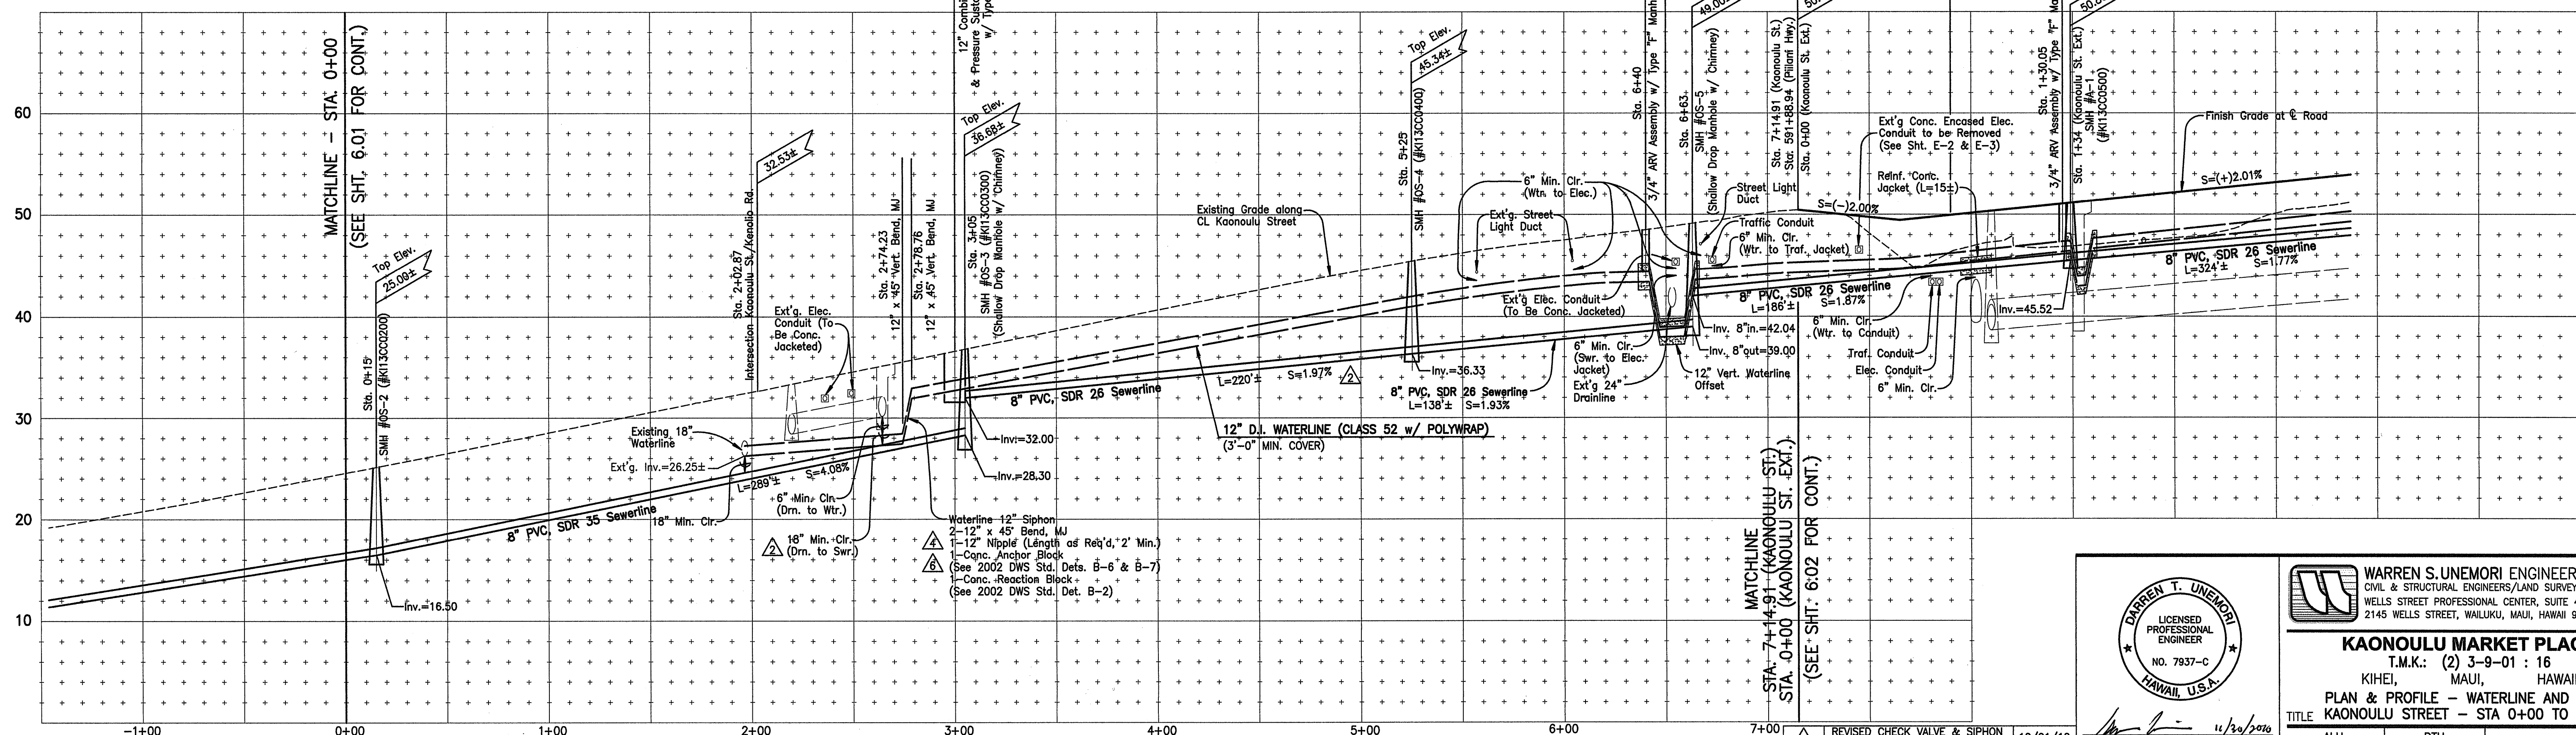 60
50
40
30
20
10
-1+00
0+00
1+00
2+00
3+00
4+00
5+00
6+00
7+00
MATCHLINE - STA. 0+00
(SEE SHT. 6.01 FOR CONT.)
Top Elev.
25.00±
Sta. 0+15
SMH #OS-2 (#KI13CC0200)
Inv.=16.50
8" PVC, SDR 35 Sewerline
L=289'±
S=4.08%
32.53±
Sta. 2+02.87
Intersection Kaonoulu St./Kenolio Rd.
Ext'g. Elec.
Conduit (To
Be Conc.
Jacketed)
Existing 18"
Waterline
Ext'g. Inv.=26.25±
18" Min. Clr.
6" Min. Clr.
(Drn. to Wtr.)
2
18" Min. Clr.
(Drn. to Swr.)
Sta. 2+74.23
12" x 45° Vert. Bend, MJ
Sta. 2+78.76
12" x 45° Vert. Bend, MJ
& Pressure
w/ Type
Top Elev.
36.68±
Sta. 3+05
SMH #OS-3 (#KI13CC0300)
(Shallow Drop Manhole w/ Chimney)
Inv.=32.00
Inv.=28.30
4
6
Waterline 12" Siphon
2-12" x 45° Bend, MJ
1-12" Nipple (Length as Req'd, 2' Min.)
1-Conc. Anchor Block
(See 2002 DWS Std. Dets. B-6 & B-7)
1-Conc. Reaction Block
(See 2002 DWS Std. Det. B-2)
8" PVC, SDR 26 Sewerline
L=220'±
S=1.97%
2
12" D.I. WATERLINE (CLASS 52 w/ POLYWRAP)
(3'-0" MIN. COVER)
Existing Grade along
CL Kaonoulu Street
Top Elev.
45.34±
Sta. 5+25
SMH #OS-4 (#KI13CC0400)
Inv.=36.33
8" PVC, SDR 26 Sewerline
L=138'± S=1.93%
6" Min. Clr.
(Wtr. to Elec.)
Ext'g. Street
Light Duct
Ext'g Elec. Conduit
(To Be Conc. Jacketed)
6" Min. Clr.
(Swr. to Elec.
Jacket)
Ext'g 24"
Drainline
Sta. 6+40
3/4" ARV Assembly w/ Type "F"
Sta. 6+63
SMH #OS-5
(Shallow Drop Manhole w/ Chimney)
Street Light
Duct
Traffic Conduit
6" Min. Clr.
(Wtr. to Traf. Jacket)
8" PVC, SDR 26 Sewerline
L=186'±
S=1.87%
Inv. 8"in.=42.04
Inv. 8"out=39.00
12" Vert. Waterline
Offset
Sta. 7+14.91 (Kaonoulu St.)
Sta. 591+88.94 (Piilani Hwy.)
Sta. 0+00 (Kaonoulu St. Ext.)
S=(-)2.00%
Ext'g Conc. Encased Elec.
Conduit to be Removed
(See Sht. E-2 & E-3)
Reinf. Conc.
Jacket (L=15±)
6" Min. Clr.
(Wtr. to Conduit)
Traf. Conduit
Elec. Conduit
6" Min. Clr.
Inv.=45.52
Sta. 1+30.05
3/4" ARV Assembly w/ Type "F"
Sta. 1+34 (Kaonoulu St. Ext.)
SMH #A-1
(#KI13CC0500)
Finish Grade at ℄ Road
S=(+)2.01%
8" PVC, SDR 26 Sewerline
L=324'±
S=1.77%
MATCHLINE
STA. 7+14.91 (KAONOULU ST.)
STA. 0+00 (KAONOULU ST. EXT.)
(SEE SHT. 6.02 FOR CONT.)
REVISED CHECK VALVE & SIPHON
DARREN T. UNEMORI
LICENSED
PROFESSIONAL
ENGINEER
NO. 7937-C
HAWAII, U.S.A.
WARREN S. UNEMORI
CIVIL & STRUCTURAL ENGINEERS/LAND
WELLS STREET PROFESSIONAL CENTER, SUITE
2145 WELLS STREET, WAILUKU, MAUI, HAWAII
KAONOULU MARKET
T.M.K.: (2) 3-9-01 : 16
KIHEI, MAUI,
PLAN & PROFILE - WATERLINE AND
TITLE KAONOULU STREET - STA 0+00 TO